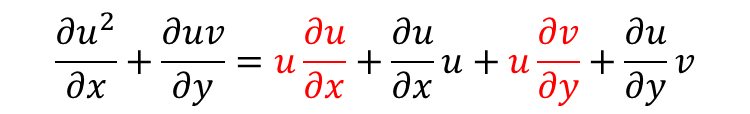 ∂u²/∂x + ∂uv/∂y = u ∂u/∂x + ∂u/∂x u + u ∂v/∂y + ∂u/∂y v